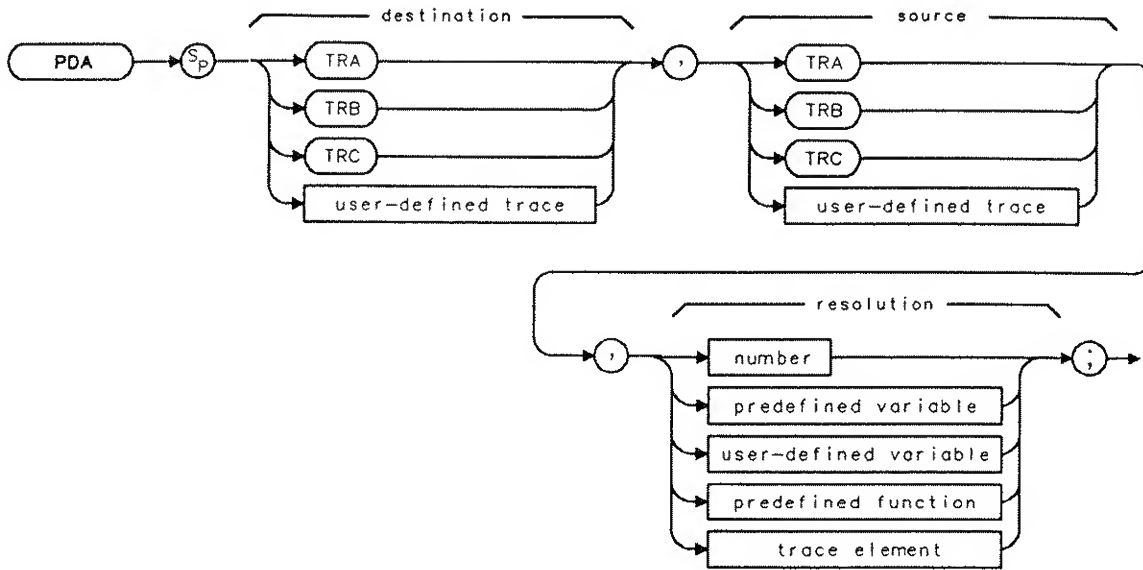 destination
source
PDA
Sp
TRA
,
TRA
TRB
TRB
TRC
TRC
user-defined trace
user-defined trace
resolution
,
number
;
predefined variable
user-defined variable
predefined function
trace element